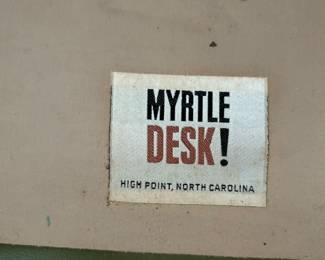 MYRTLE
DESK!
HIGH POINT, NORTH CAROLINA